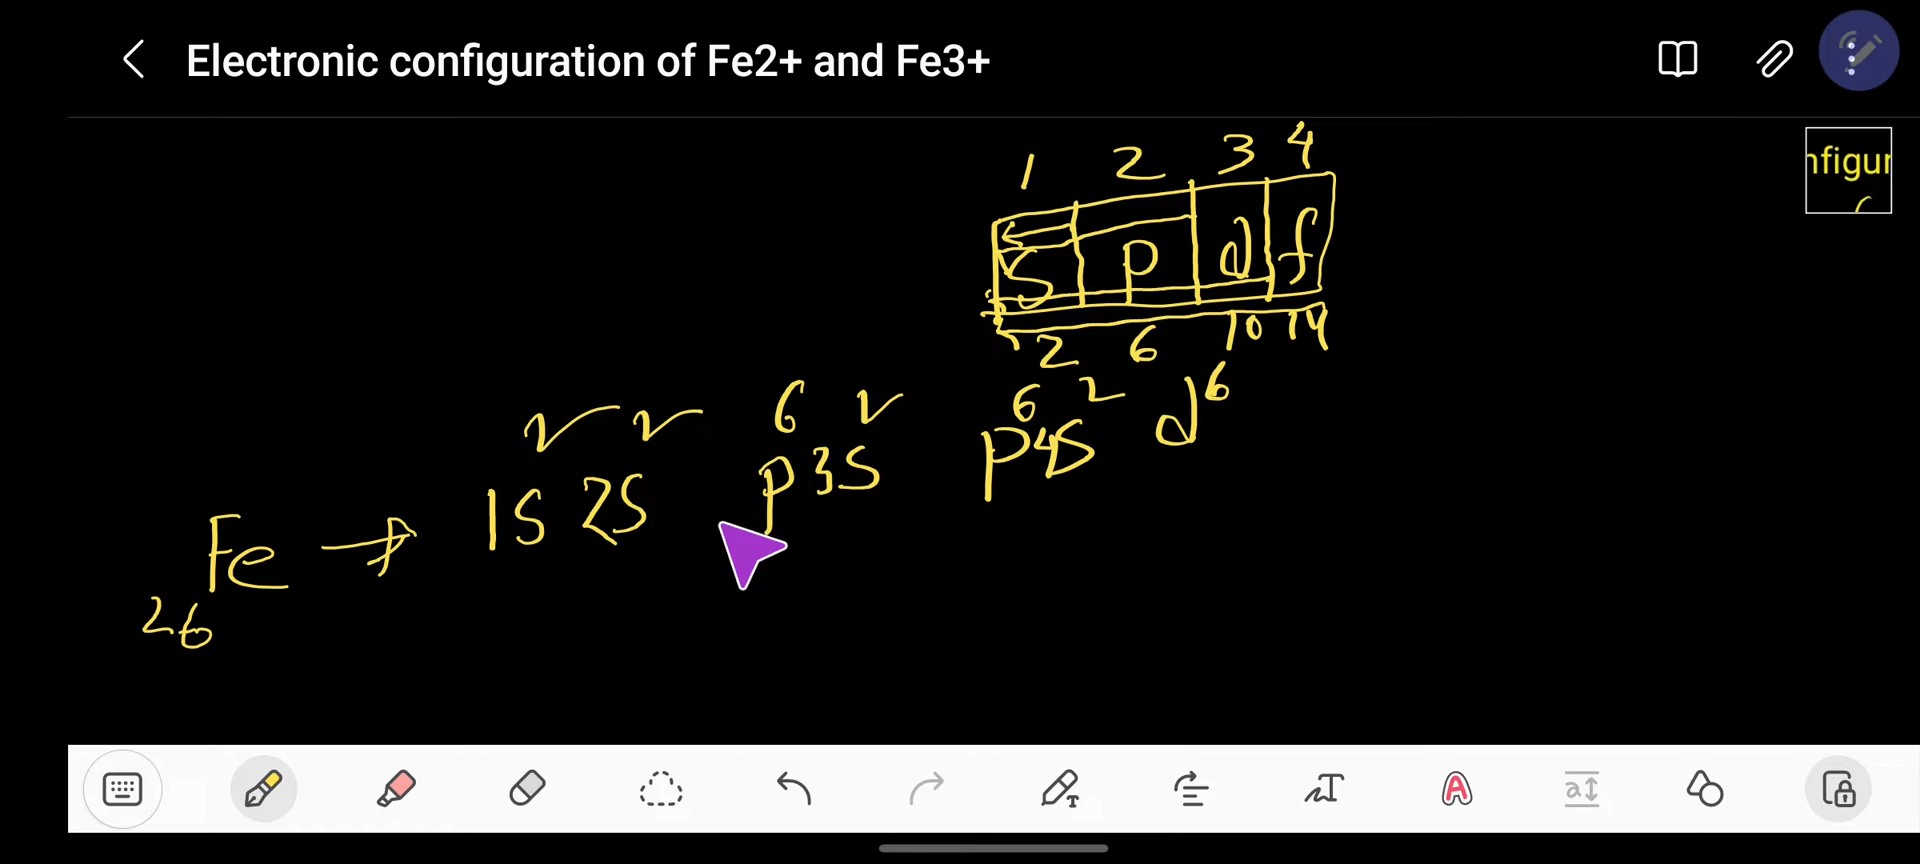 Electronic configuration of Fe2+ and Fe3+
nfigur
1 2 3 4
S p d f
2 6 10 14
2 2 6 2 6 2 6
Fe → 1S 2S p 3S p 4S d
26